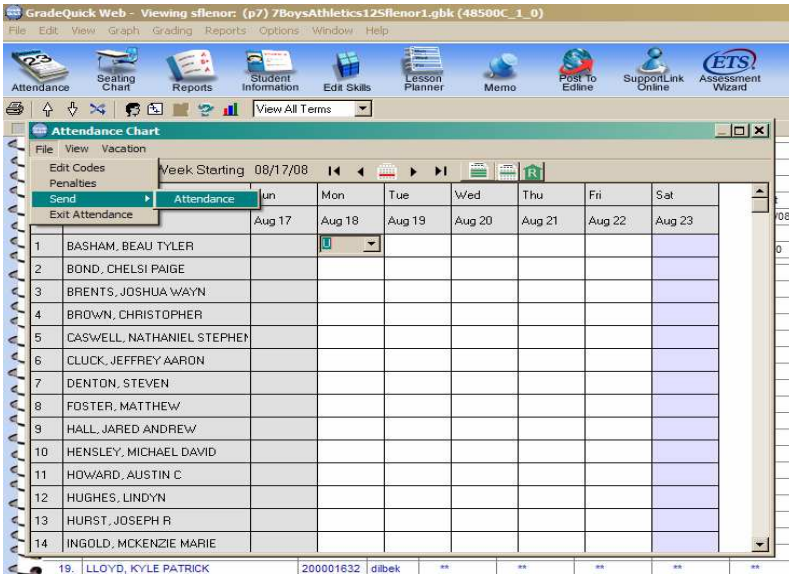 GradeQuick Web - Viewing sflenor: (p7) 7BoysAthletics12Sflenor1.gbk (48500C_1_0)
File Edit View Graph Grading Reports Options Window Help
23
ETS
Attendance Seating Chart Reports Student Information Edit Skills Lesson Planner Memo Post To Edline SupportLink Online Assessment Wizard
View All Terms
Attendance Chart
File View Vacation
Edit Codes
Penalties
Send Attendance
Exit Attendance
Week Starting 08/17/08 R
un Mon Tue Wed Thu Fri Sat
Aug 17 Aug 18 Aug 19 Aug 20 Aug 21 Aug 22 Aug 23
1 BASHAM, BEAU TYLER U
2 BOND, CHELSI PAIGE
3 BRENTS, JOSHUA WAYN
4 BROWN, CHRISTOPHER
5 CASWELL, NATHANIEL STEPHEN
6 CLUCK, JEFFREY AARON
7 DENTON, STEVEN
8 FOSTER, MATTHEW
9 HALL, JARED ANDREW
10 HENSLEY, MICHAEL DAVID
11 HOWARD, AUSTIN C
12 HUGHES, LINDYN
13 HURST, JOSEPH R
14 INGOLD, MCKENZIE MARIE
19. LLOYD, KYLE PATRICK 200001632 dilbek ** ** ** ** **